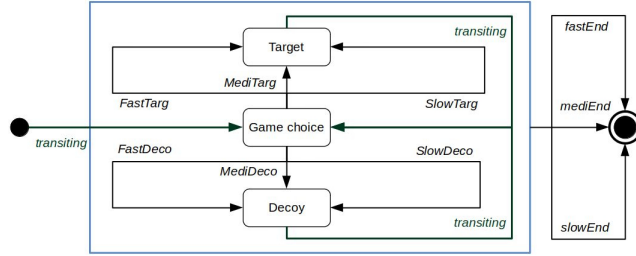 transiting
fastEnd
Target
MediTarg
FastTarg
SlowTarg
mediEnd
Game choice
transiting
FastDeco
SlowDeco
MediDeco
Decoy
transiting
slowEnd